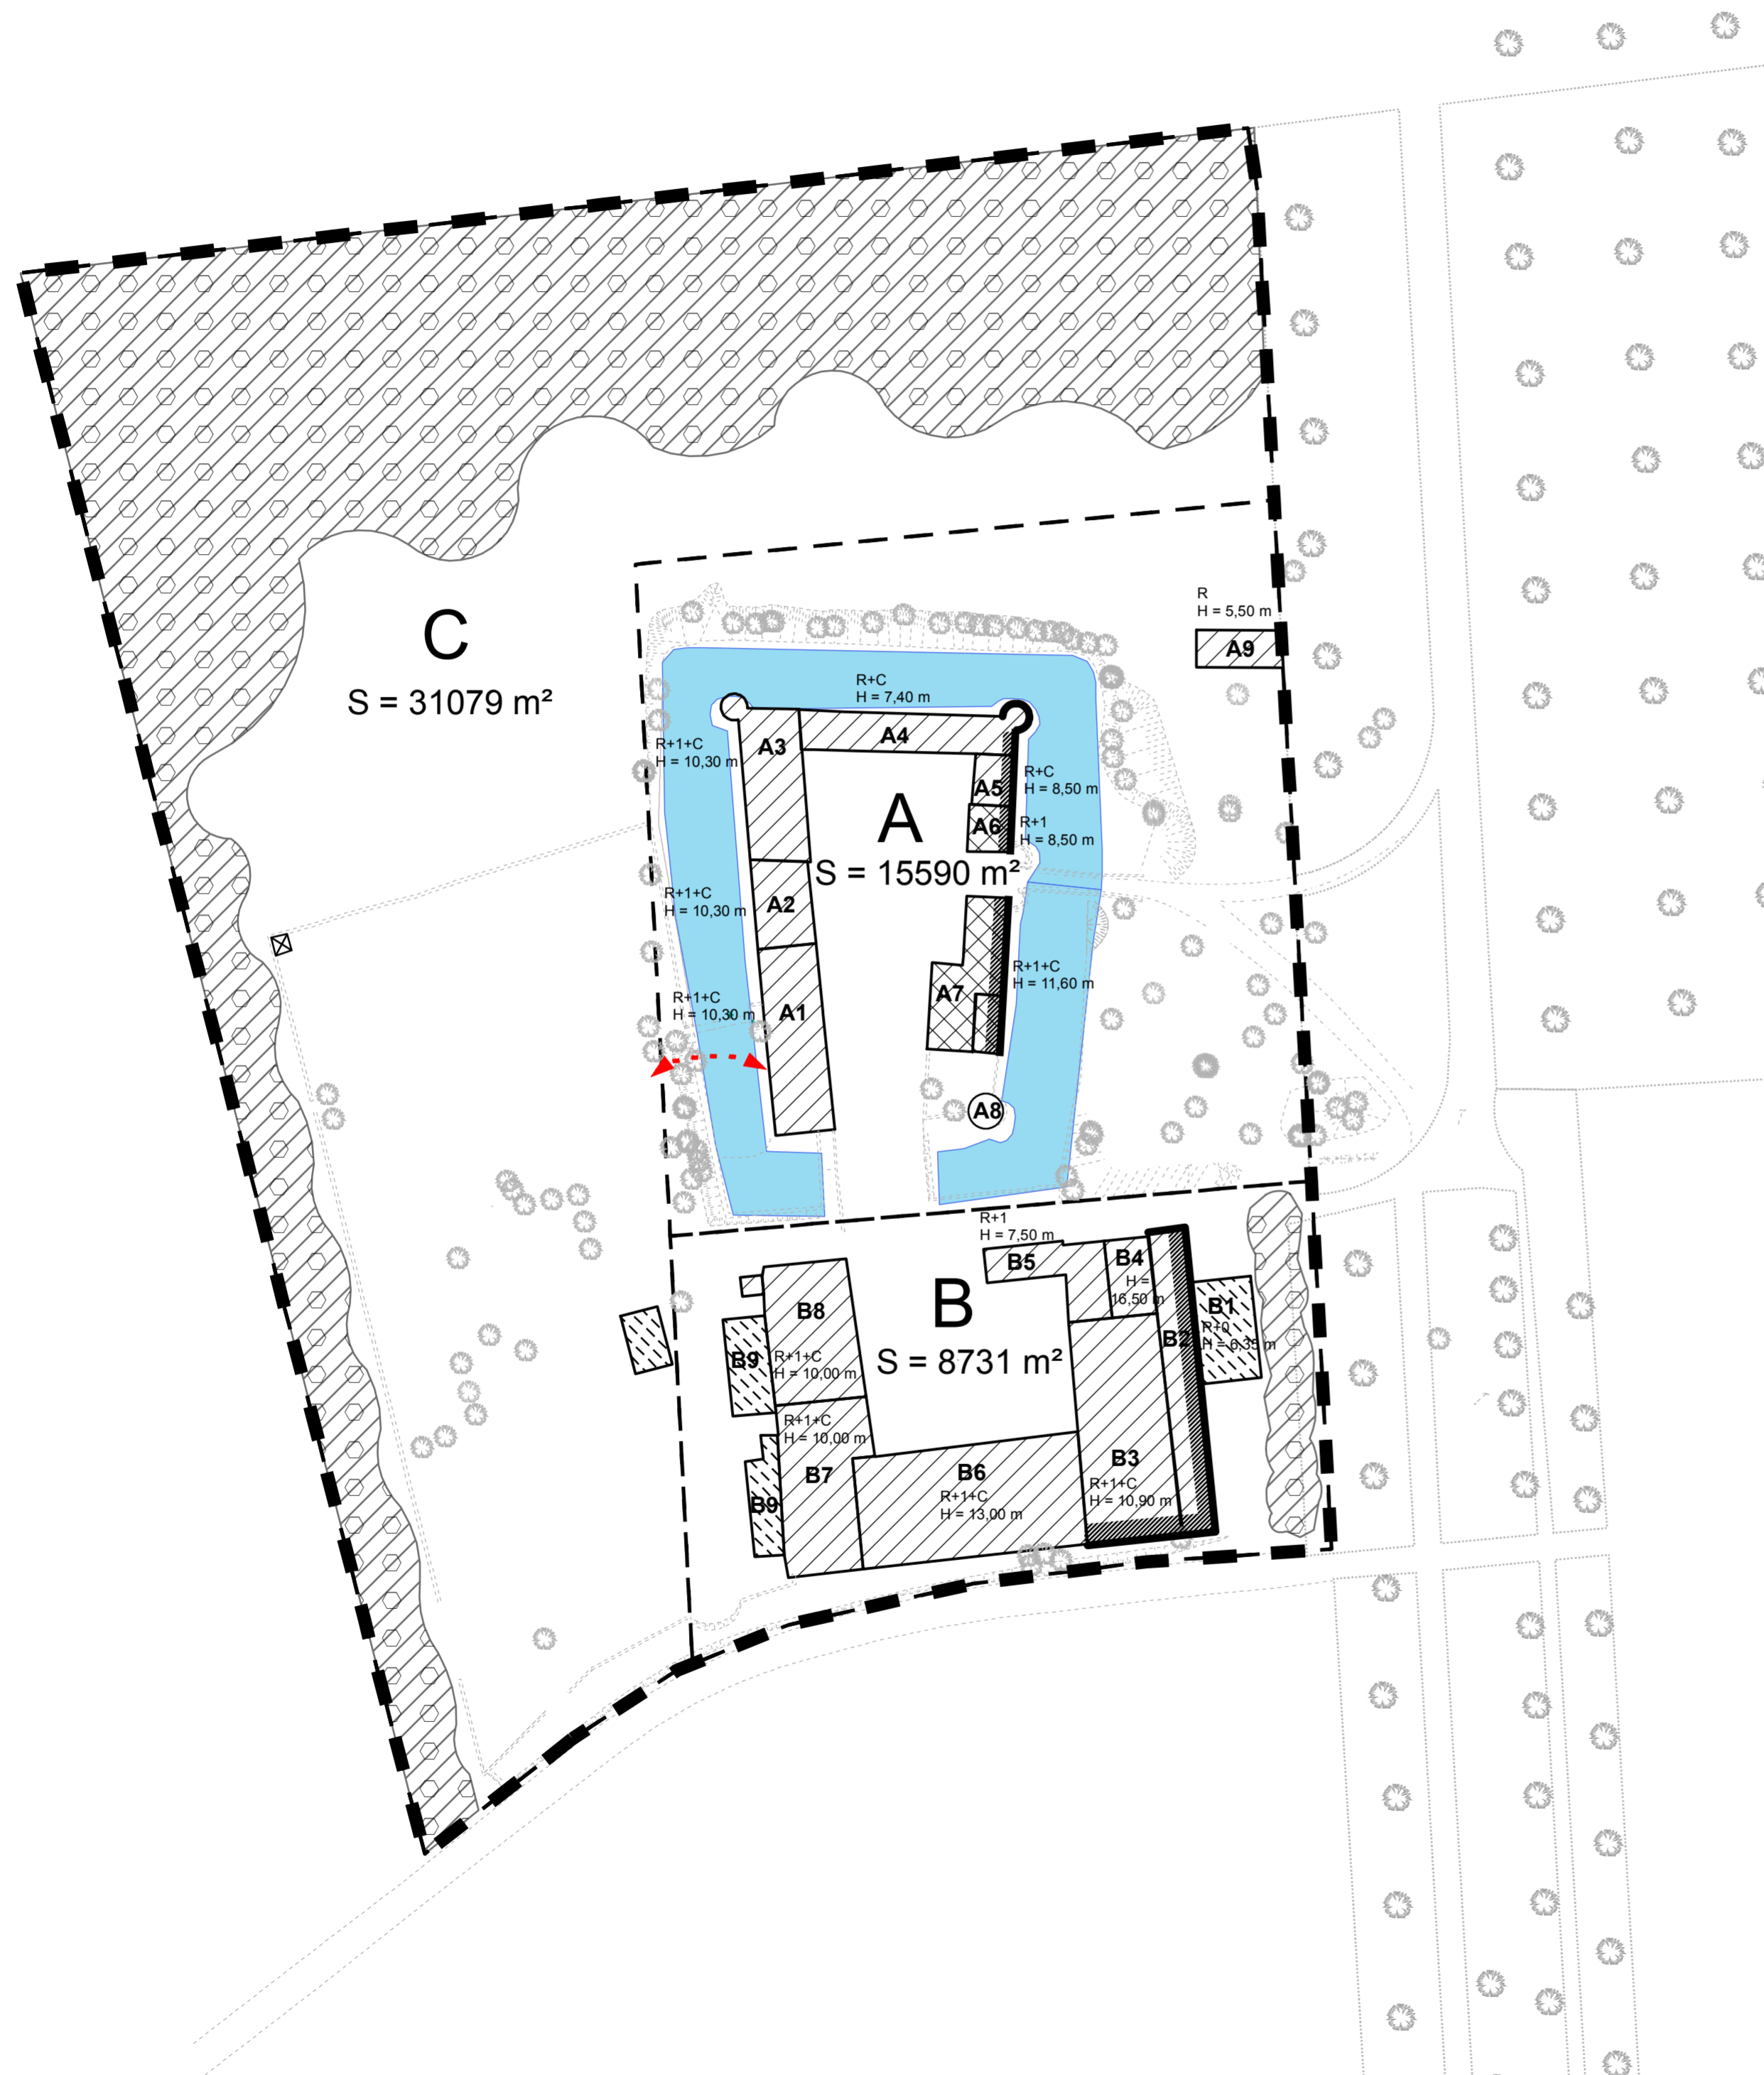 R
H = 5,50 m
A9
C
S = 31079 m²
R+C
H = 7,40 m
A4
A3
R+1+C
H = 10,30 m
R+C
H = 8,50 m
A5
A
R+1
H = 8,50 m
A6
S = 15590 m²
R+1+C
H = 10,30 m
A2
R+1+C
H = 11,60 m
A7
R+1+C
H = 10,30 m
A1
A8
R+1
H = 7,50 m
B5
B4
H =
16,50 m
B
S = 8731 m²
B8
B1
R+0
H = 6,35 m
B2
B9
R+1+C
H = 10,00 m
R+1+C
H = 10,00 m
B7
B6
R+1+C
H = 13,00 m
B3
R+1+C
H = 10,90 m
B9